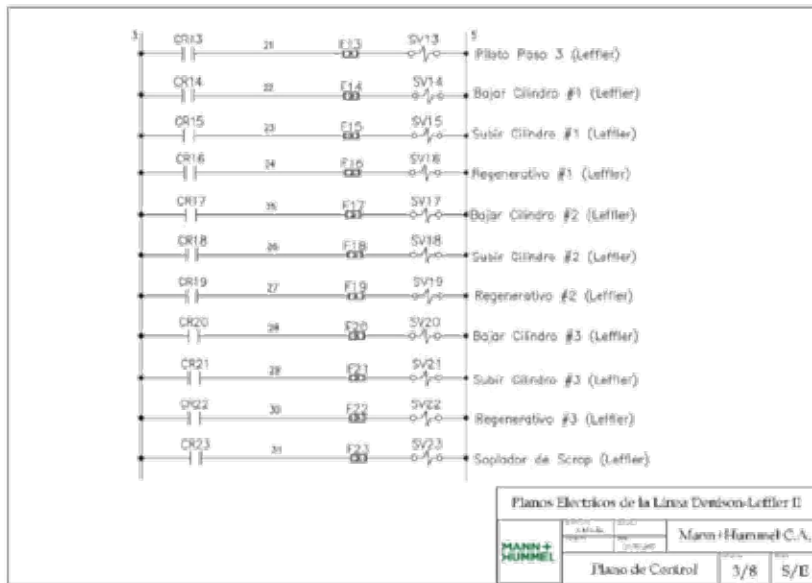 3 5
CR13 21 F13 SV13 Piloto Paso 3 (Leffler)
CR14 22 F14 SV14 Bajar Cilindro #1 (Leffler)
CR15 23 F15 SV15 Subir Cilindro #1 (Leffler)
CR16 24 F16 SV16 Regenerativo #1 (Leffler)
CR17 25 F17 SV17 Bajar Cilindro #2 (Leffler)
CR18 26 F18 SV18 Subir Cilindro #2 (Leffler)
CR19 27 F19 SV19 Regenerativo #2 (Leffler)
CR20 28 F20 SV20 Bajar Cilindro #3 (Leffler)
CR21 29 F21 SV21 Subir Cilindro #3 (Leffler)
CR22 30 F22 SV22 Regenerativo #3 (Leffler)
CR23 31 F23 SV23 Soplador de Scrap (Leffler)
Planos Electricos de la Linea Denison-Leffler II
MANN+
HUMMEL
Mann+Hummel C.A.
Plano de Control 3/8 S/E